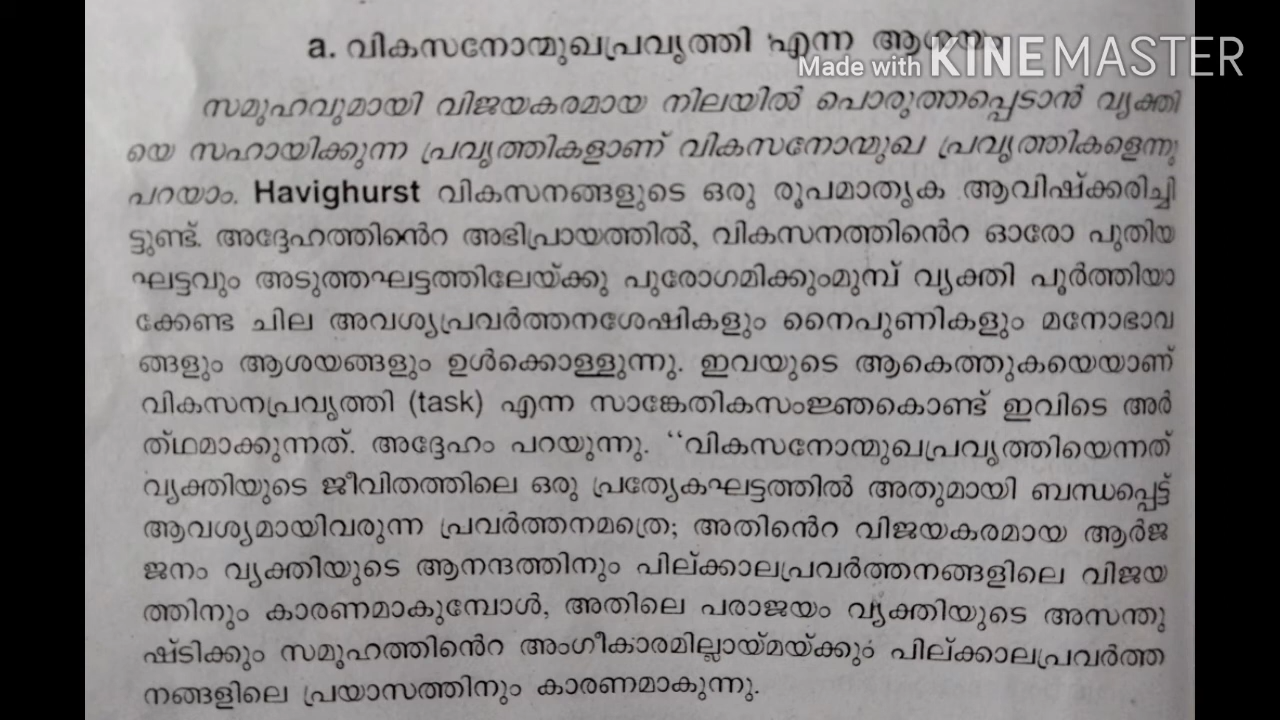 a. വികസനോന്മുഖപ്രവൃത്തി എന്ന ആശയം
Made with KINEMASTER
സമൂഹവുമായി വിജയകരമായ നിലയിൽ പൊരുത്തപ്പെടാൻ വ്യക്തി
യെ സഹായിക്കുന്ന പ്രവൃത്തികളാണ് വികസനോന്മുഖ പ്രവൃത്തികളെന്നു
പറയാം. Havighurst വികസനങ്ങളുടെ ഒരു രൂപമാതൃക ആവിഷ്ക്കരിച്ചി
ട്ടുണ്ട്. അദ്ദേഹത്തിൻെറ അഭിപ്രായത്തിൽ, വികസനത്തിൻെറ ഓരോ പുതിയ
ഘട്ടവും അടുത്തഘട്ടത്തിലേയ്ക്കു പുരോഗമിക്കുംമുമ്പ് വ്യക്തി പൂർത്തിയാ
ക്കേണ്ട ചില അവശ്യപ്രവർത്തനശേഷികളും നൈപുണികളും മനോഭാവ
ങ്ങളും ആശയങ്ങളും ഉൾക്കൊള്ളുന്നു. ഇവയുടെ ആകെത്തുകയെയാണ്
വികസനപ്രവൃത്തി (task) എന്ന സാങ്കേതികസംജ്ഞകൊണ്ട് ഇവിടെ അർ
ത്ഥമാക്കുന്നത്. അദ്ദേഹം പറയുന്നു. “വികസനോന്മുഖപ്രവൃത്തിയെന്നത്
വ്യക്തിയുടെ ജീവിതത്തിലെ ഒരു പ്രത്യേകഘട്ടത്തിൽ അതുമായി ബന്ധപ്പെട്ട്
ആവശ്യമായിവരുന്ന പ്രവർത്തനമത്രെ; അതിൻെറ വിജയകരമായ ആർജ
ജനം വ്യക്തിയുടെ ആനന്ദത്തിനും പില്ക്കാലപ്രവർത്തനങ്ങളിലെ വിജയ
ത്തിനും കാരണമാകുമ്പോൾ, അതിലെ പരാജയം വ്യക്തിയുടെ അസന്തു
ഷ്ടിക്കും സമൂഹത്തിൻെറ അംഗീകാരമില്ലായ്മയ്ക്കും പില്ക്കാലപ്രവർത്ത
നങ്ങളിലെ പ്രയാസത്തിനും കാരണമാകുന്നു.